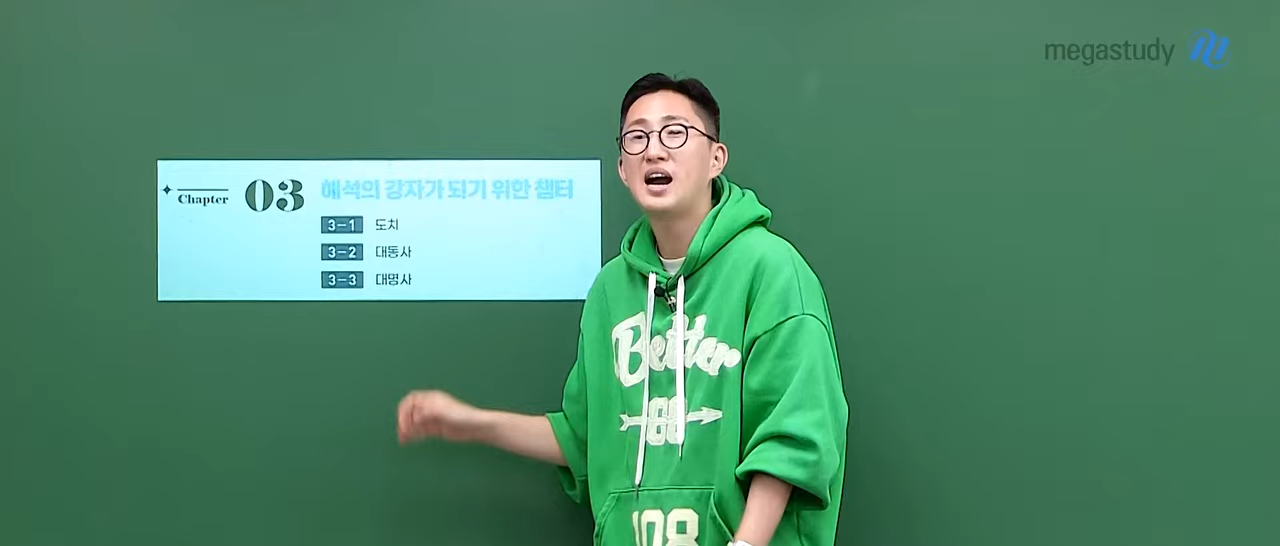 megastudy
Chapter 03 해석의 강자가 되기 위한 챕터
3-1 도치
3-2 대동사
3-3 대명사
Better
108